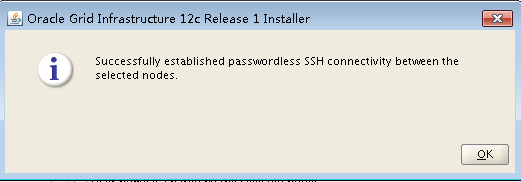 Oracle Grid Infrastructure 12c Release 1 Installer
Successfully established passwordless SSH connectivity between the
selected nodes.
OK